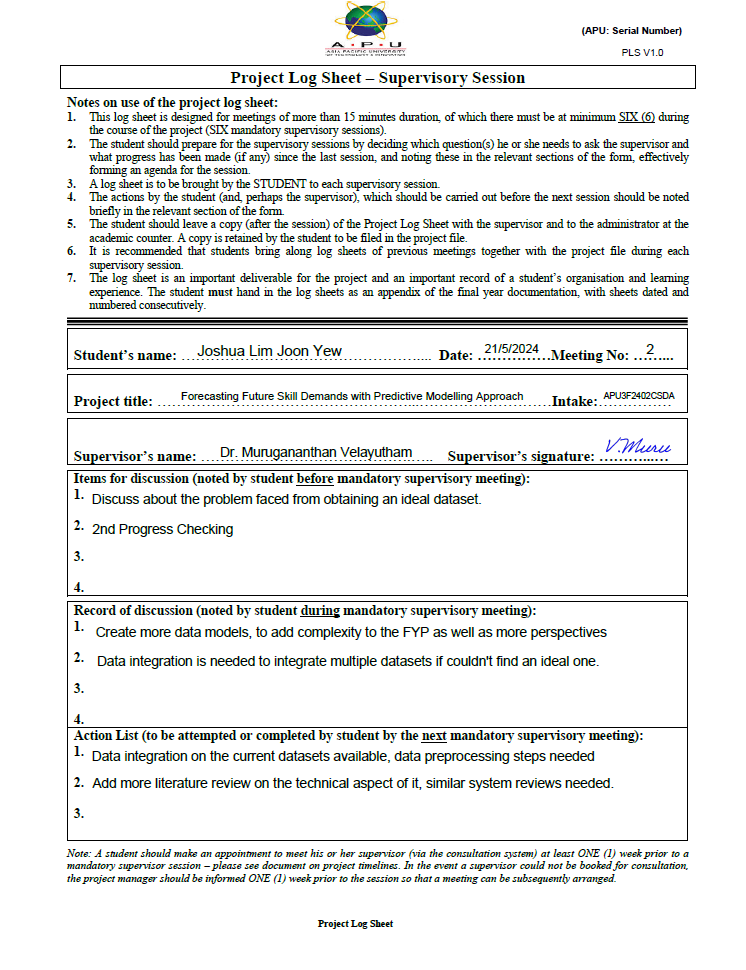 (APU: Serial Number)
A • P • U
ASIA PACIFIC UNIVERSITY
OF TECHNOLOGY & INNOVATION
PLS V1.0
Project Log Sheet – Supervisory Session
Notes on use of the project log sheet:
1. This log sheet is designed for meetings of more than 15 minutes duration, of which there must be at minimum SIX (6) during
the course of the project (SIX mandatory supervisory sessions).
2. The student should prepare for the supervisory sessions by deciding which question(s) he or she needs to ask the supervisor and
what progress has been made (if any) since the last session, and noting these in the relevant sections of the form, effectively
forming an agenda for the session.
3. A log sheet is to be brought by the STUDENT to each supervisory session.
4. The actions by the student (and, perhaps the supervisor), which should be carried out before the next session should be noted
briefly in the relevant section of the form.
5. The student should leave a copy (after the session) of the Project Log Sheet with the supervisor and to the administrator at the
academic counter. A copy is retained by the student to be filed in the project file.
6. It is recommended that students bring along log sheets of previous meetings together with the project file during each
supervisory session.
7. The log sheet is an important deliverable for the project and an important record of a student's organisation and learning
experience. The student must hand in the log sheets as an appendix of the final year documentation, with sheets dated and
numbered consecutively.
Student's name: Joshua Lim Joon Yew Date: 21/5/2024 Meeting No: 2
Project title: Forecasting Future Skill Demands with Predictive Modelling Approach Intake: APU3F2402CSDA
Supervisor's name: Dr. Murugananthan Velayutham Supervisor's signature: V.Muru
Items for discussion (noted by student before mandatory supervisory meeting):
1. Discuss about the problem faced from obtaining an ideal dataset.
2. 2nd Progress Checking
3.
4.
Record of discussion (noted by student during mandatory supervisory meeting):
1. Create more data models, to add complexity to the FYP as well as more perspectives
2. Data integration is needed to integrate multiple datasets if couldn't find an ideal one.
3.
4.
Action List (to be attempted or completed by student by the next mandatory supervisory meeting):
1. Data integration on the current datasets available, data preprocessing steps needed
2. Add more literature review on the technical aspect of it, similar system reviews needed.
3.
Note: A student should make an appointment to meet his or her supervisor (via the consultation system) at least ONE (1) week prior to a
mandatory supervisor session – please see document on project timelines. In the event a supervisor could not be booked for consultation,
the project manager should be informed ONE (1) week prior to the session so that a meeting can be subsequently arranged.
Project Log Sheet